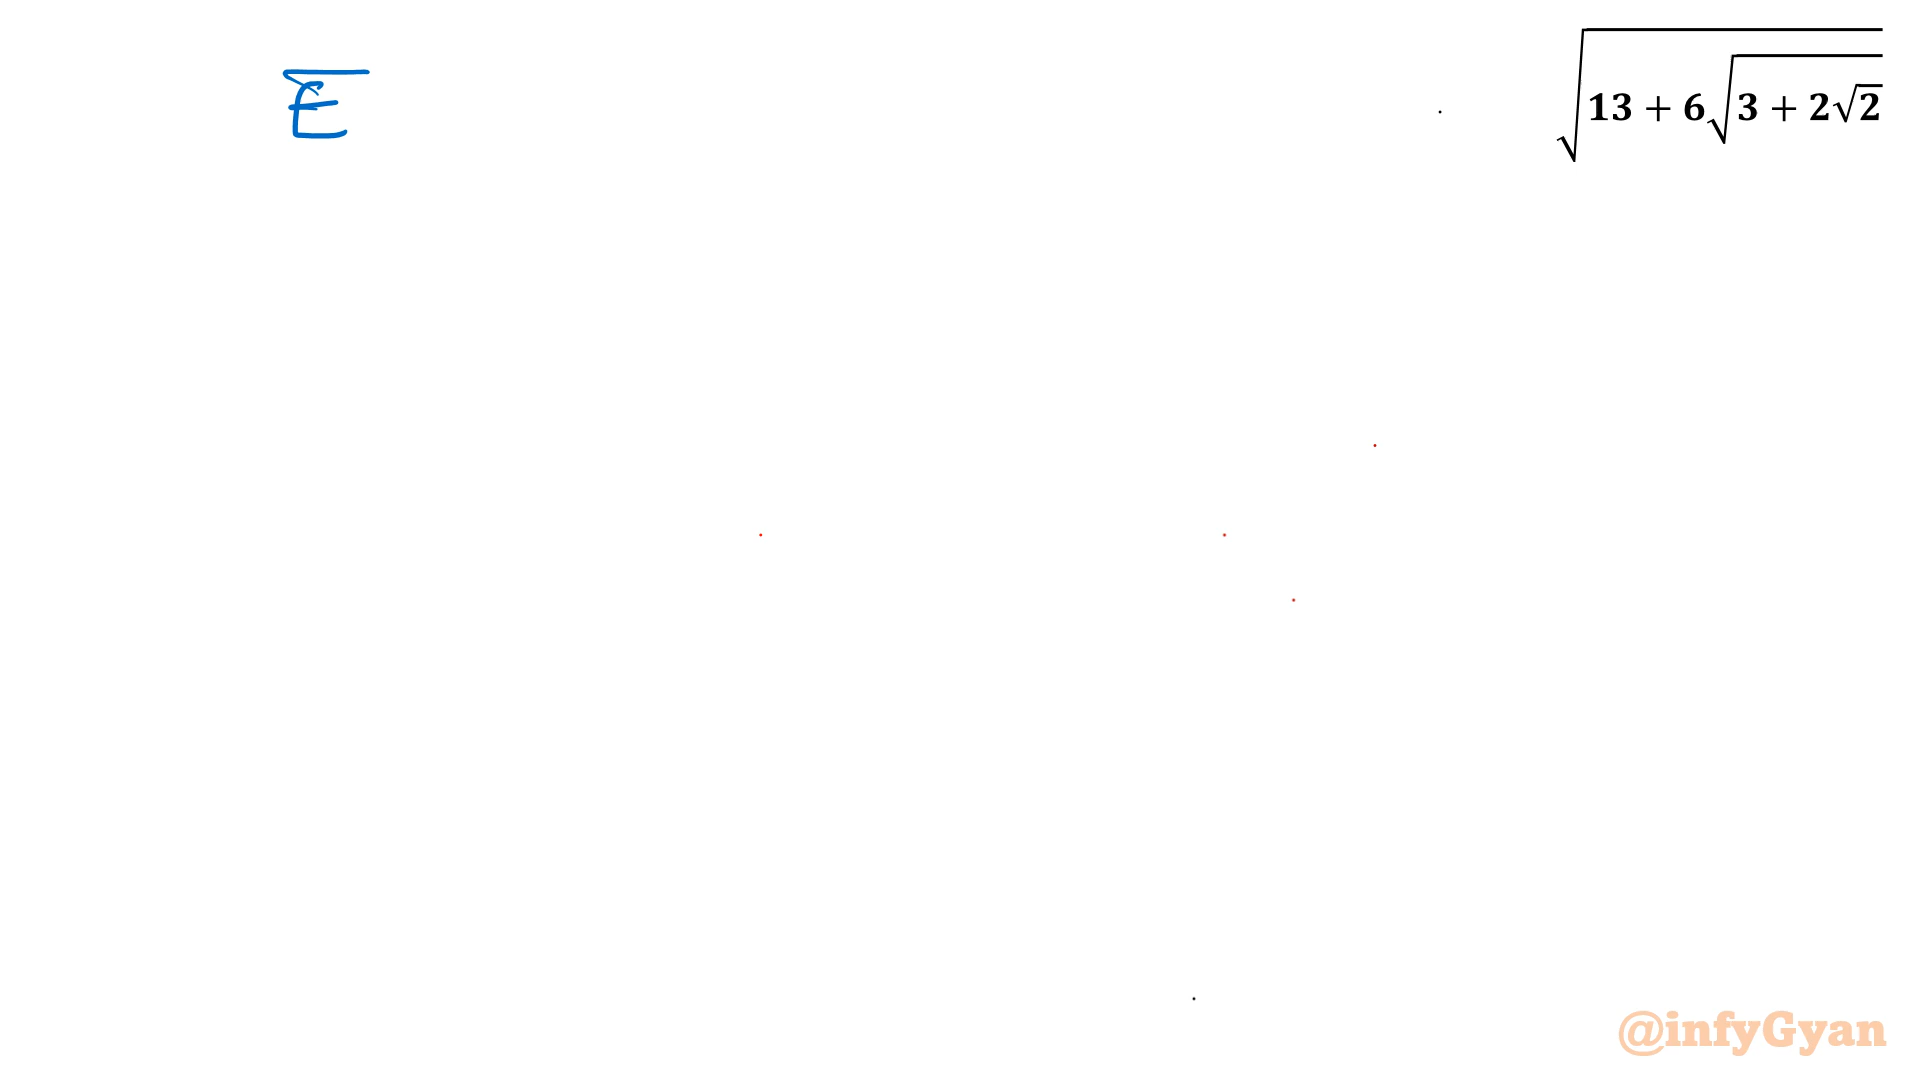 E
√(13 + 6√(3 + 2√2))
@infyGyan